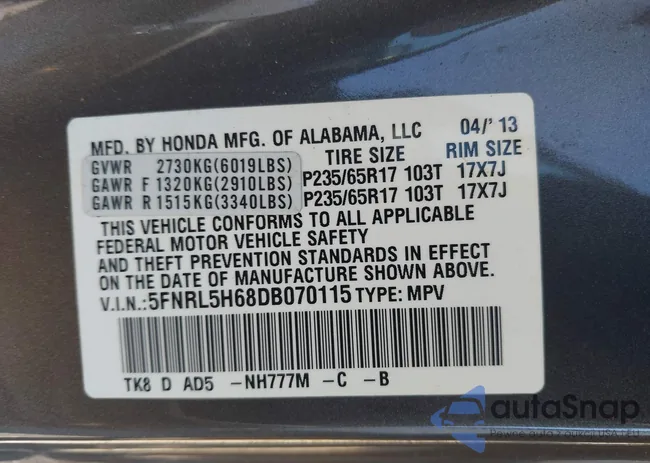 MFD. BY HONDA MFG. OF ALABAMA, LLC 04/' 13
TIRE SIZE RIM SIZE
GVWR 2730KG(6019LBS)
GAWR F 1320KG(2910LBS) P235/65R17 103T 17X7J
GAWR R 1515KG(3340LBS) P235/65R17 103T 17X7J
THIS VEHICLE CONFORMS TO ALL APPLICABLE
FEDERAL MOTOR VEHICLE SAFETY
AND THEFT PREVENTION STANDARDS IN EFFECT
ON THE DATE OF MANUFACTURE SHOWN ABOVE.
V.I.N.:5FNRL5H68DB070115 TYPE: MPV
TK8 D AD5 -NH777M -C -B
autoSnap